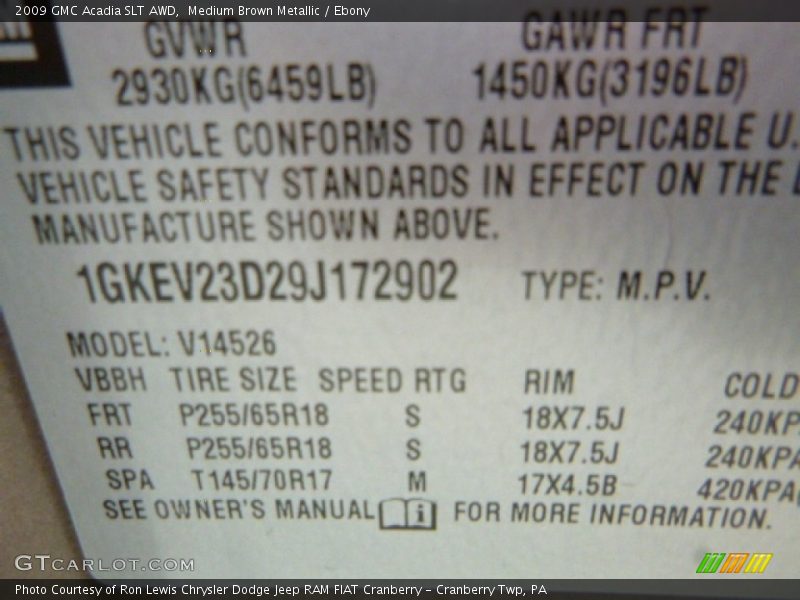 2009 GMC Acadia SLT AWD, Medium Brown Metallic / Ebony
GVWR GAWR FRT
2930KG(6459LB) 1450KG(3196LB)
THIS VEHICLE CONFORMS TO ALL APPLICABLE U.
VEHICLE SAFETY STANDARDS IN EFFECT ON THE
MANUFACTURE SHOWN ABOVE.
1GKEV23D29J172902 TYPE: M.P.V.
MODEL: V14526
VBBH TIRE SIZE SPEED RTG RIM COLD
FRT P255/65R18 S 18X7.5J 240KP
RR P255/65R18 S 18X7.5J 240KPA
SPA T145/70R17 M 17X4.5B 420KPA(
SEE OWNER'S MANUAL FOR MORE INFORMATION.
GTCARLOT.COM
Photo Courtesy of Ron Lewis Chrysler Dodge Jeep RAM FIAT Cranberry – Cranberry Twp, PA